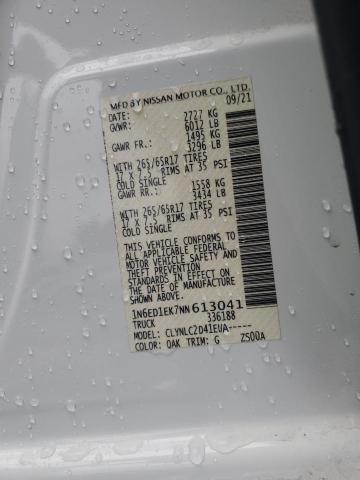 MFD BY NISSAN MOTOR CO., LTD.
DATE: 09/21
GVWR: 2727 KG
6012 LB
GAWR FR.: 1495 KG
3296 LB
WITH 265/65R17 TIRES
17 X 7.5 RIMS AT 35 PSI
COLD SINGLE
GAWR RR.: 1558 KG
3434 LB
WITH 265/65R17 TIRES
17 X 7.5 RIMS AT 35 PSI
COLD SINGLE
THIS VEHICLE CONFORMS TO
ALL APPLICABLE FEDERAL
MOTOR VEHICLE SAFETY
STANDARDS IN EFFECT ON
THE DATE OF MANUFACTURE
SHOWN ABOVE.
1N6ED1EK7NN613041
TRUCK 336188
MODEL: CLYNLC2D41EUA-----
COLOR: QAK TRIM: G ZS00A